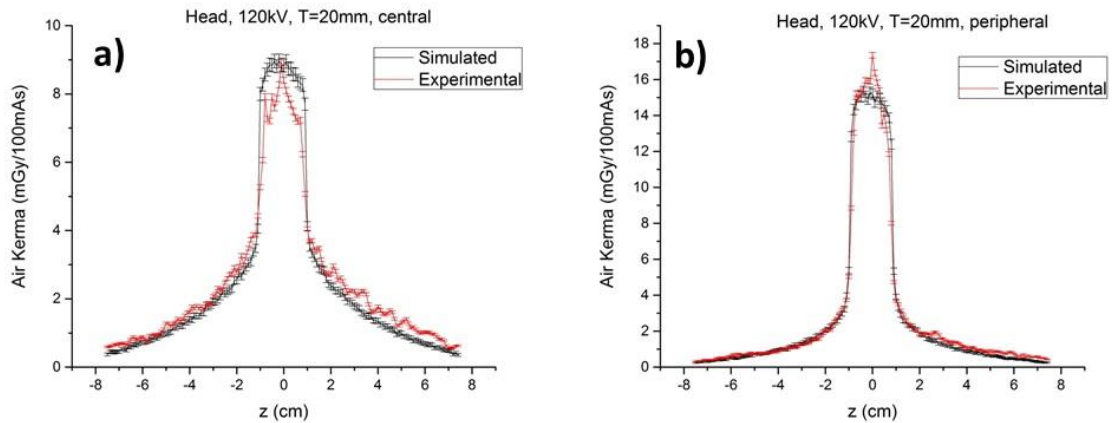 Head, 120kV, T=20mm, central
a)
Simulated
Experimental
10
8
6
4
2
0
Air Kerma (mGy/100mAs)
-8 -6 -4 -2 0 2 4 6 8
z (cm)
Head, 120kV, T=20mm, peripheral
b)
Simulated
Experimental
18
16
14
12
10
8
6
4
2
0
Air Kerma (mGy/100mAs)
-8 -6 -4 -2 0 2 4 6 8
z (cm)